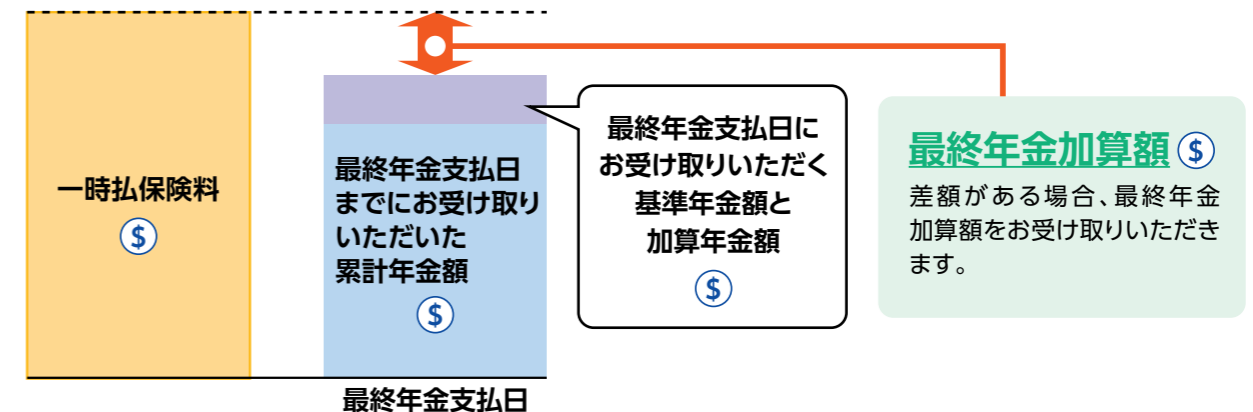 一時払保険料
$
最終年金支払日
までにお受け取り
いただいた
累計年金額
$
最終年金支払日に
お受け取りいただく
基準年金額と
加算年金額
$
最終年金加算額 $
差額がある場合、最終年金
加算額をお受け取りいただき
ます。
最終年金支払日